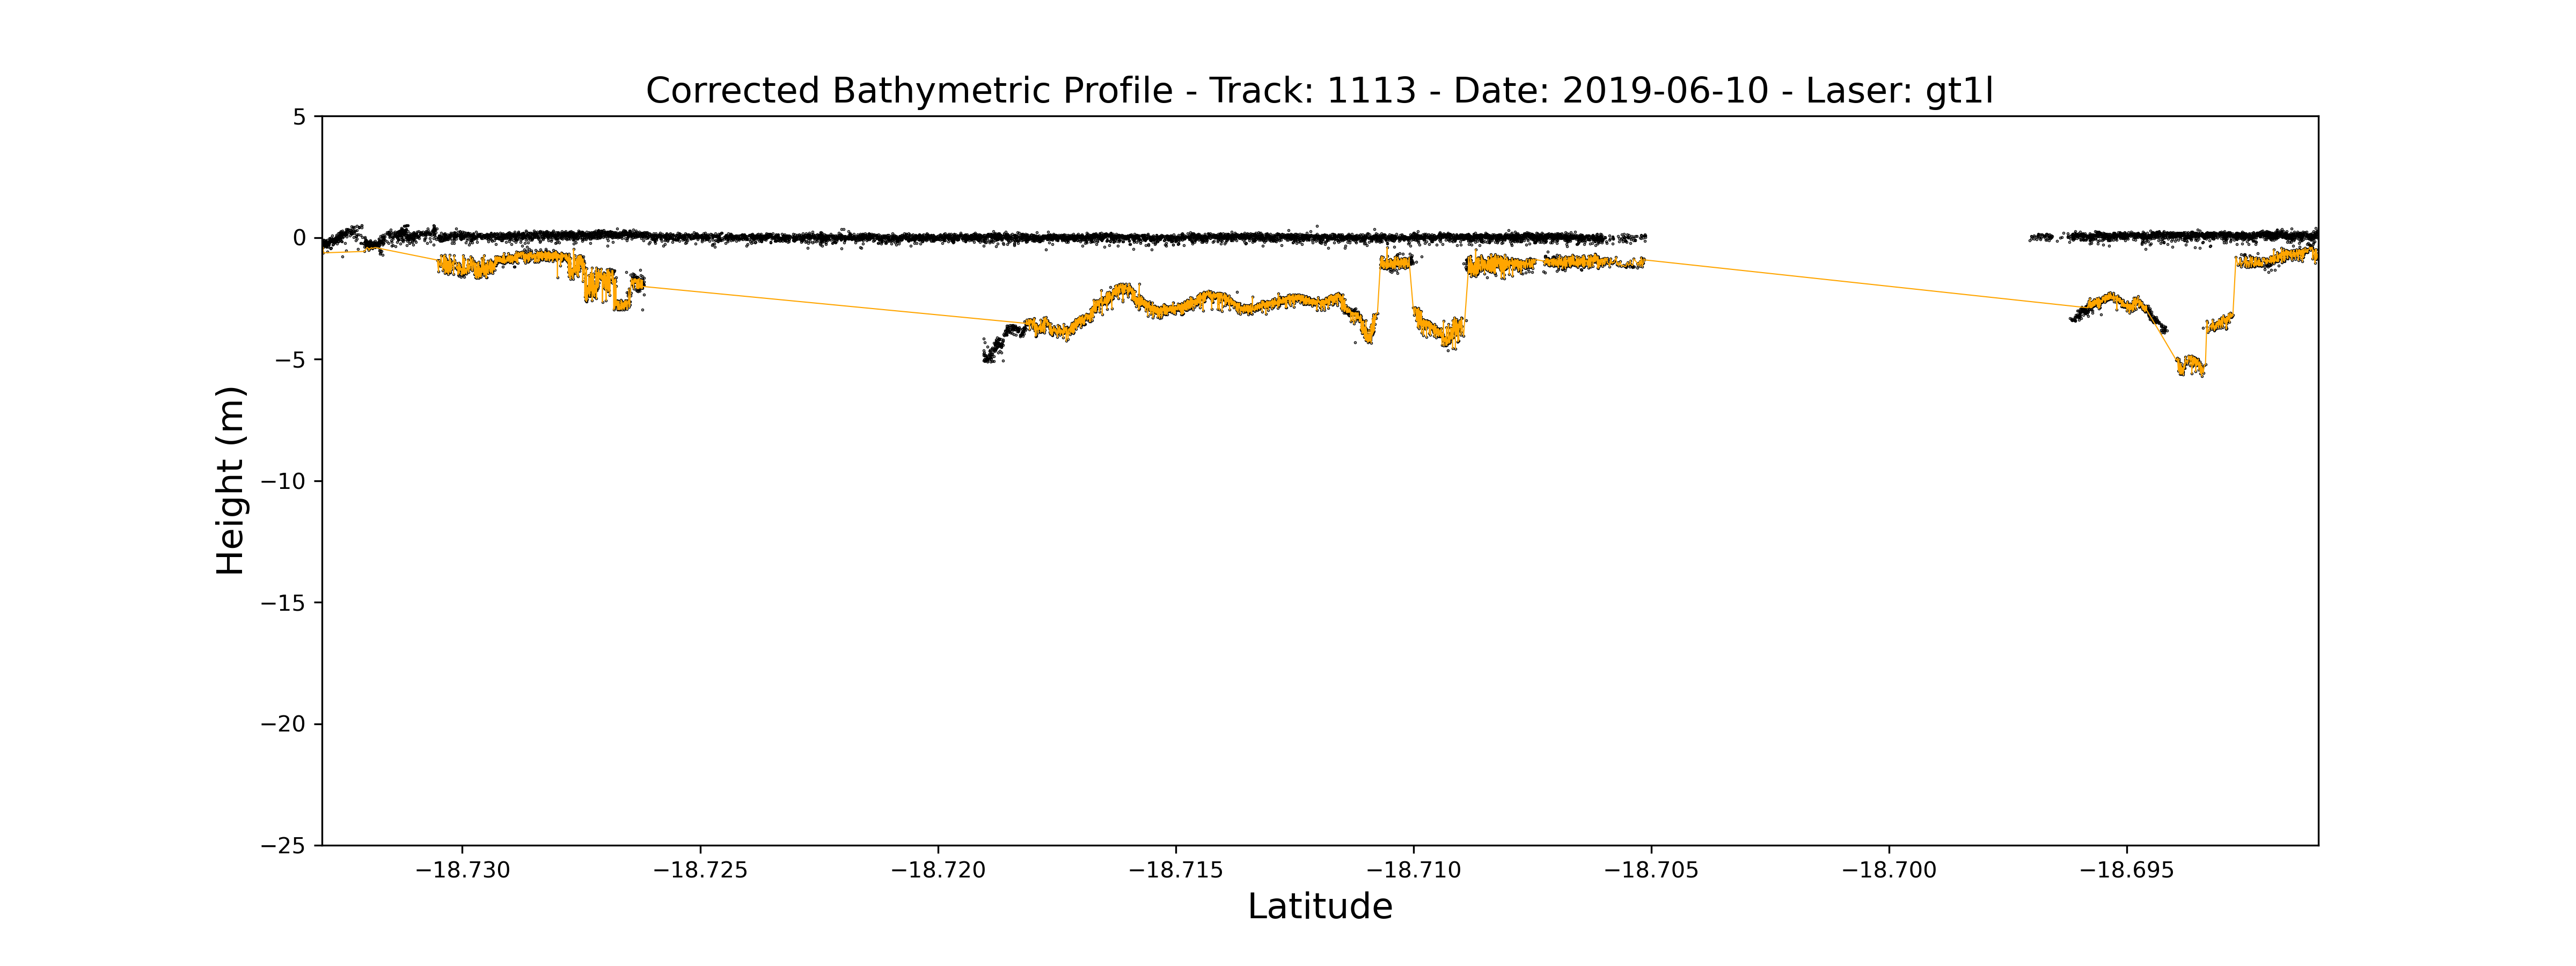 Corrected Bathymetric Profile - Track: 1113 - Date: 2019-06-10 - Laser: gt1l
5
0
−5
−10
−15
−20
−25
Height (m)
−18.730 −18.725 −18.720 −18.715 −18.710 −18.705 −18.700 −18.695
Latitude